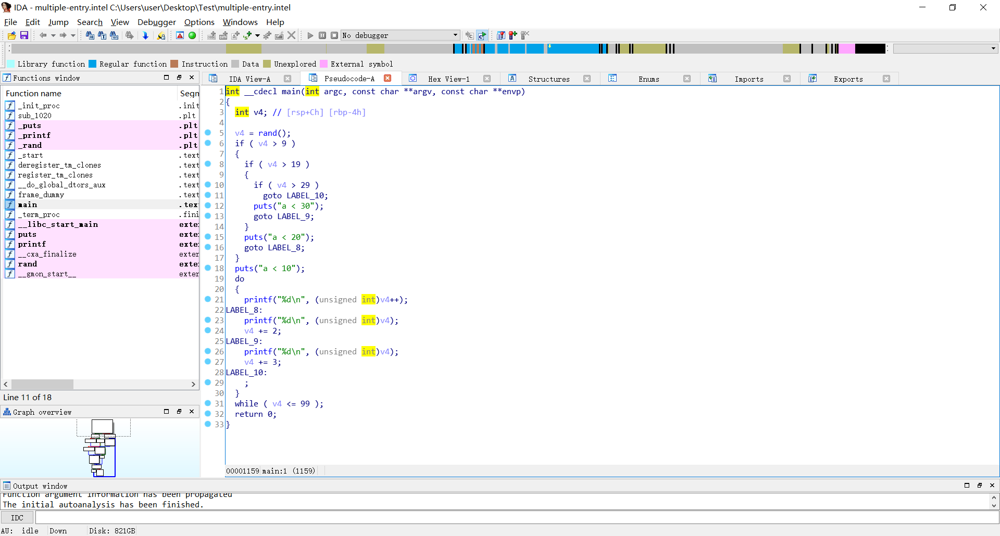 IDA - multiple-entry.intel C:\Users\user\Desktop\Test\multiple-entry.intel
File Edit Jump Search View Debugger Options Windows Help
No debugger
Library function Regular function Instruction Data Unexplored External symbol
Functions window
IDA View-A Pseudocode-A Hex View-1 Structures Enums Imports Exports
Function name Segm
_init_proc .init
sub_1020 .plt
_puts .plt
_printf .plt
_rand .plt
_start .text
deregister_tm_clones .text
register_tm_clones .text
__do_global_dtors_aux .text
frame_dummy .text
main .tex
_term_proc .fini
__libc_start_main exte
puts exte
printf exte
__cxa_finalize exter
rand exte
__gmon_start__ exter
Line 11 of 18
Graph overview
1 int __cdecl main(int argc, const char **argv, const char **envp)
2 {
3 int v4; // [rsp+Ch] [rbp-4h]
4
5 v4 = rand();
6 if ( v4 > 9 )
7 {
8 if ( v4 > 19 )
9 {
10 if ( v4 > 29 )
11 goto LABEL_10;
12 puts("a < 30");
13 goto LABEL_9;
14 }
15 puts("a < 20");
16 goto LABEL_8;
17 }
18 puts("a < 10");
19 do
20 {
21 printf("%d\n", (unsigned int)v4++);
22 LABEL_8:
23 printf("%d\n", (unsigned int)v4);
24 v4 += 2;
25 LABEL_9:
26 printf("%d\n", (unsigned int)v4);
27 v4 += 3;
28 LABEL_10:
29 ;
30 }
31 while ( v4 <= 99 );
32 return 0;
33 }
00001159 main:1 (1159)
Output window
Function argument information has been propagated
The initial autoanalysis has been finished.
IDC
AU: idle Down Disk: 821GB